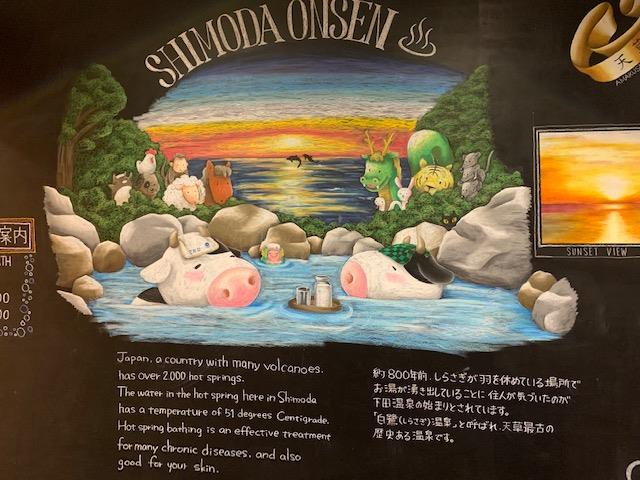 SHIMODA ONSEN
天
AMAKUS
案内
TH
00
00
SUNSET VIEW
Japan, a country with many volcanoes,
has over 2,000 hot springs.
The water in the hot spring here in Shimoda
has a temperature of 51 degrees Centigrade.
Hot spring bathing is an effective treatment
for many chronic diseases, and also
good for your skin.
約800年前、しらさぎが羽を休めている場所で
お湯が湧き出していることに住人が気づいたのが
下田温泉の始まりとされています。
「白鷺(しらさぎ)温泉」と呼ばれ、天草最古の
歴史ある温泉です。